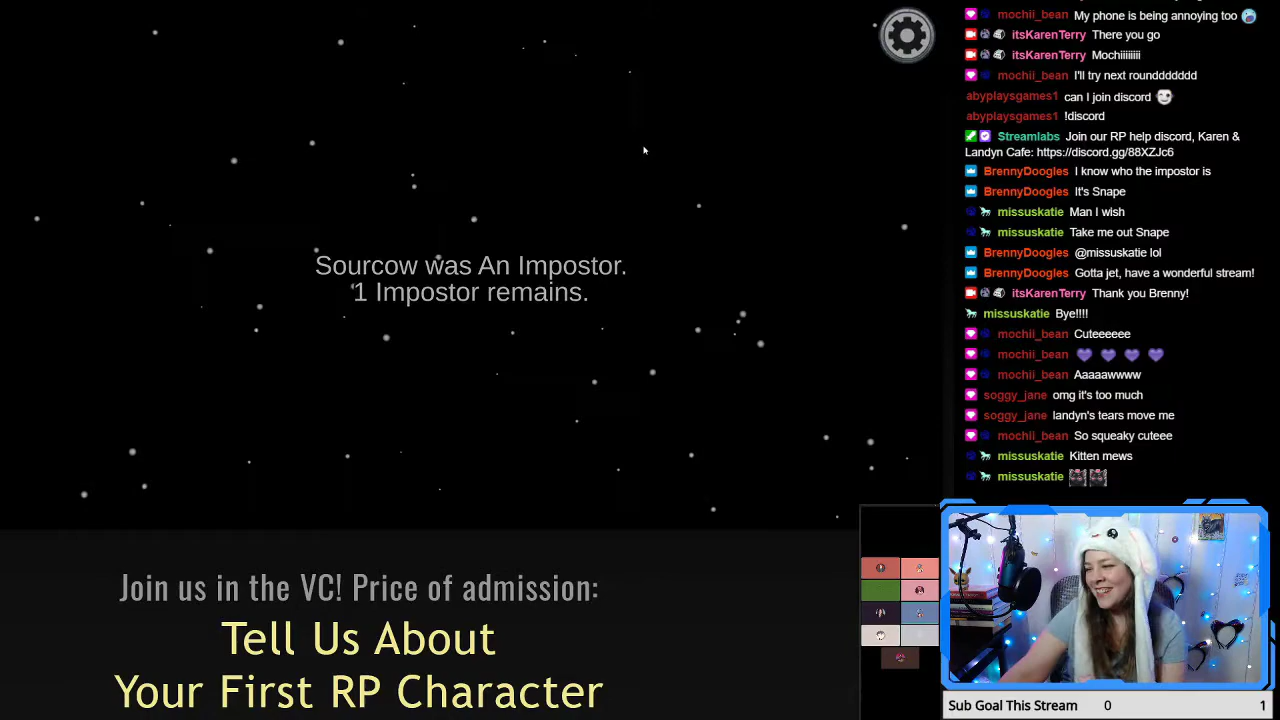 mochii_bean My phone is being annoying too
itsKarenTerry There you go
itsKarenTerry Mochiiiiiii
mochii_bean I'll try next rounddddddd
abyplaysgames1 can I join discord
abyplaysgames1 !discord
Streamlabs Join our RP help discord, Karen &
Landyn Cafe: https://discord.gg/88XZJc6
BrennyDoogles I know who the impostor is
BrennyDoogles It's Snape
missuskatie Man I wish
missuskatie Take me out Snape
BrennyDoogles @missuskatie lol
BrennyDoogles Gotta jet, have a wonderful stream!
itsKarenTerry Thank you Brenny!
missuskatie Bye!!!!
mochii_bean Cuteeeeee
mochii_bean
mochii_bean Aaaaawwww
soggy_jane omg it's too much
soggy_jane landyn's tears move me
mochii_bean So squeaky cuteee
missuskatie Kitten mews
missuskatie
Sourcow was An Impostor.
1 Impostor remains.
Join us in the VC! Price of admission:
Tell Us About
Your First RP Character
Sub Goal This Stream 0 1